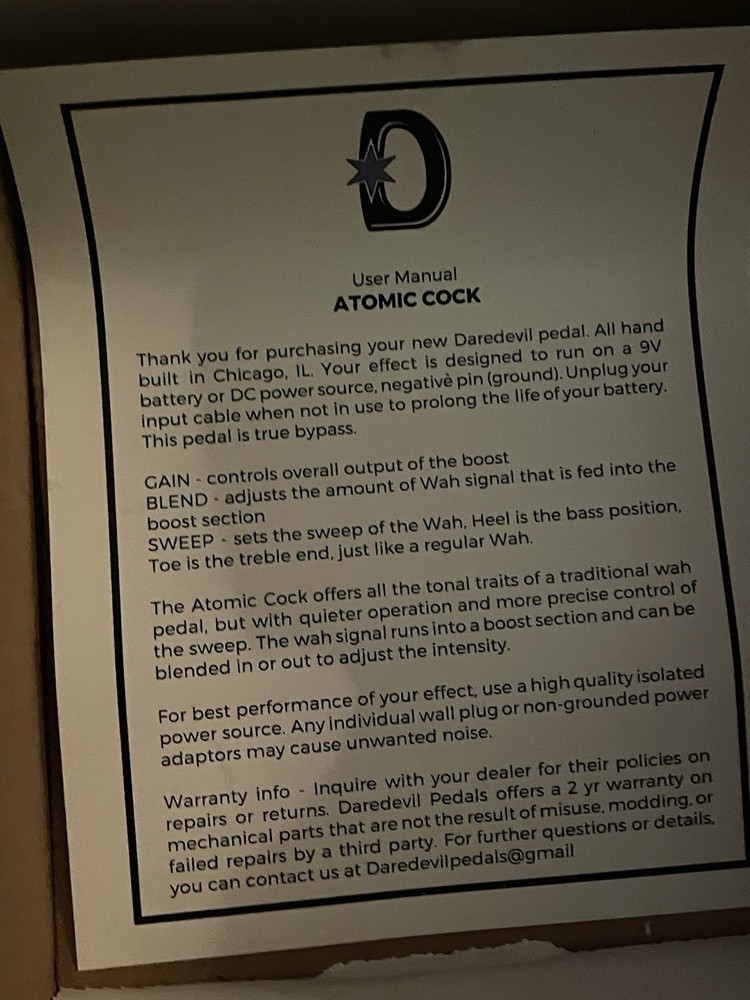 D
User Manual
ATOMIC COCK
Thank you for purchasing your new Daredevil pedal. All hand
built in Chicago, IL. Your effect is designed to run on a 9V
battery or DC power source, negative pin (ground). Unplug your
input cable when not in use to prolong the life of your battery.
This pedal is true bypass.
GAIN - controls overall output of the boost
BLEND - adjusts the amount of Wah signal that is fed into the
boost section
SWEEP - sets the sweep of the Wah, Heel is the bass position,
Toe is the treble end, just like a regular Wah.
The Atomic Cock offers all the tonal traits of a traditional wah
pedal, but with quieter operation and more precise control of
the sweep. The wah signal runs into a boost section and can be
blended in or out to adjust the intensity.
For best performance of your effect, use a high quality isolated
power source. Any individual wall plug or non-grounded power
adaptors may cause unwanted noise.
Warranty info - Inquire with your dealer for their policies on
repairs or returns. Daredevil Pedals offers a 2 yr warranty on
mechanical parts that are not the result of misuse, modding, or
failed repairs by a third party. For further questions or details,
you can contact us at Daredevilpedals@gmail